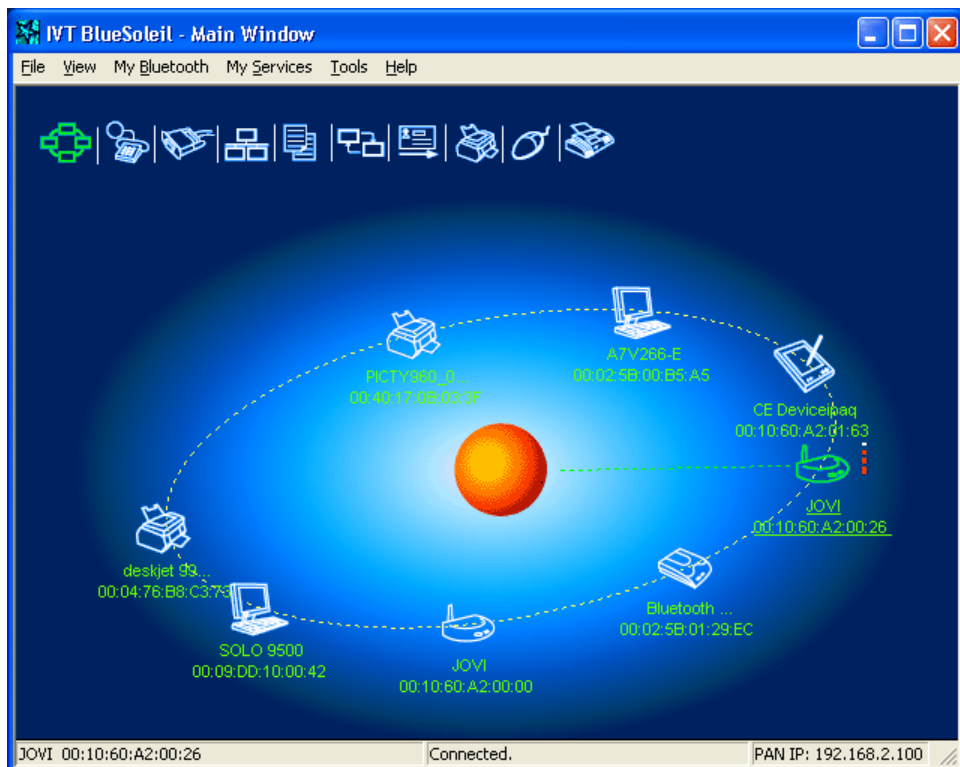 IVT BlueSoleil - Main Window
File View My Bluetooth My Services Tools Help
A7V266-E
00:02:5B:00:B5:A5
PICTY960_0...
00:40:17:0B:03:3F
CE Deviceipaq
00:10:60:A2:01:63
JOVI
00:10:60:A2:00:26
deskjet 99...
00:04:76:B8:C3:73
Bluetooth ...
00:02:5B:01:29:EC
SOLO 9500
00:09:DD:10:00:42
JOVI
00:10:60:A2:00:00
JOVI 00:10:60:A2:00:26 Connected. PAN IP: 192.168.2.100